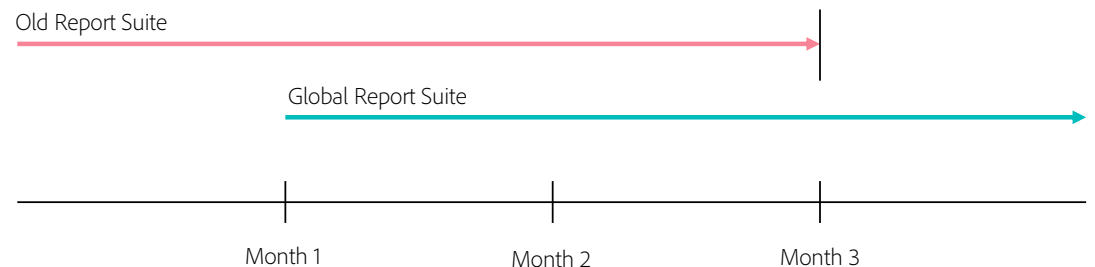 Old Report Suite
Global Report Suite
Month 1
Month 2
Month 3